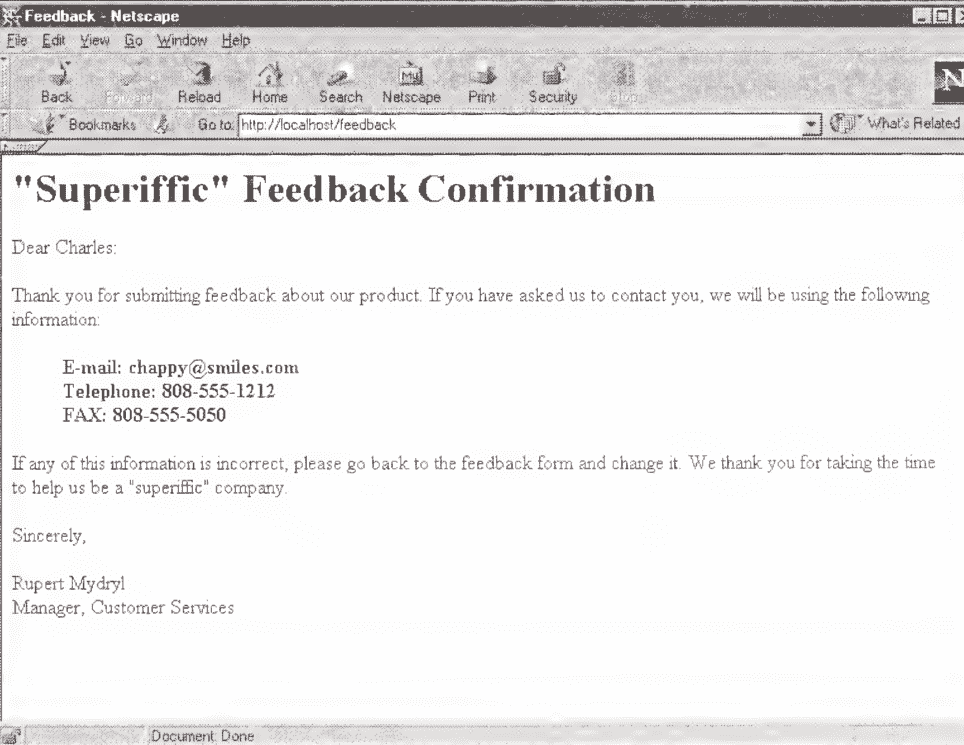 Feedback - Netscape
File Edit View Go Window Help
Back Forward Reload Home Search Netscape Print Security Stop
Bookmarks Go to: http://localhost/feedback What's Related
"Superiffic" Feedback Confirmation
Dear Charles:
Thank you for submitting feedback about our product. If you have asked us to contact you, we will be using the following
information:
E-mail: chappy@smiles.com
Telephone: 808-555-1212
FAX: 808-555-5050
If any of this information is incorrect, please go back to the feedback form and change it. We thank you for taking the time
to help us be a "superiffic" company.
Sincerely,
Rupert Mydryl
Manager, Customer Services
Document: Done